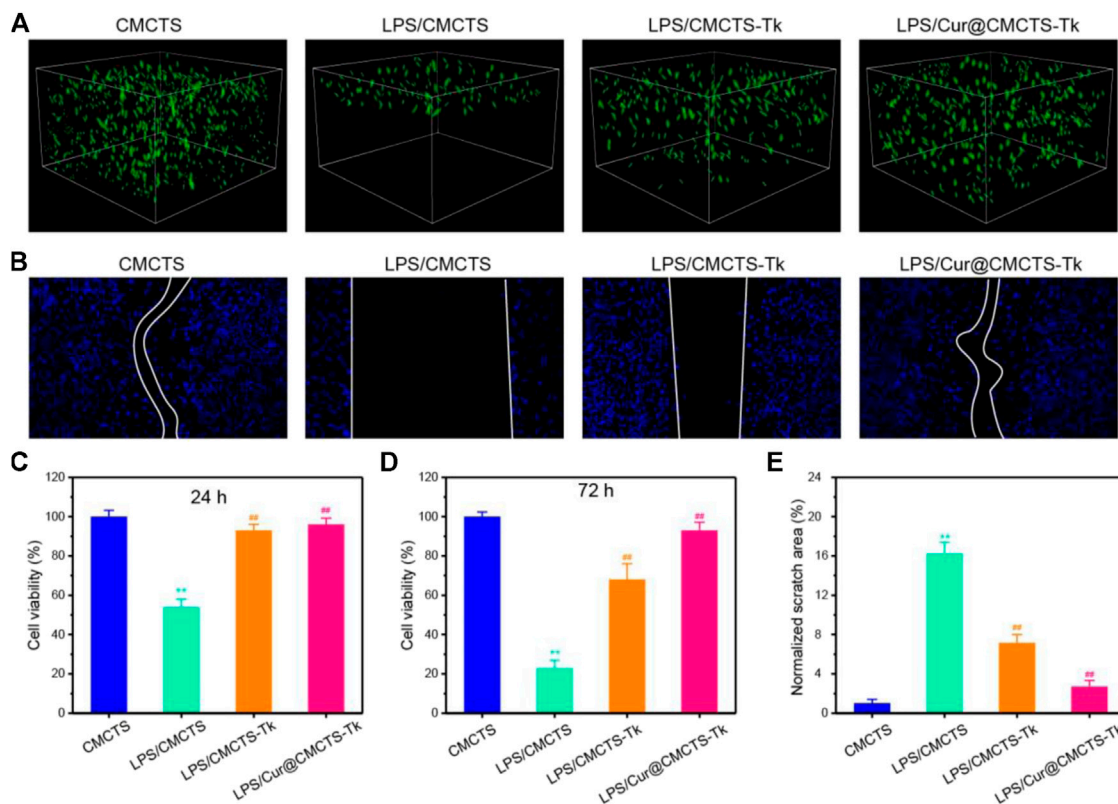 A
CMCTS
LPS/CMCTS
LPS/CMCTS-Tk
LPS/Cur@CMCTS-Tk
B
CMCTS
LPS/CMCTS
LPS/CMCTS-Tk
LPS/Cur@CMCTS-Tk
C
Cell viability (%)
120
100
80
60
40
20
0
24 h
**
##
##
CMCTS
LPS/CMCTS
LPS/CMCTS-Tk
LPS/Cur@CMCTS-Tk
D
Cell viability (%)
120
100
80
60
40
20
0
72 h
**
##
##
CMCTS
LPS/CMCTS
LPS/CMCTS-Tk
LPS/Cur@CMCTS-Tk
E
Normalized scratch area (%)
24
20
16
12
8
4
0
**
##
##
CMCTS
LPS/CMCTS
LPS/CMCTS-Tk
LPS/Cur@CMCTS-Tk